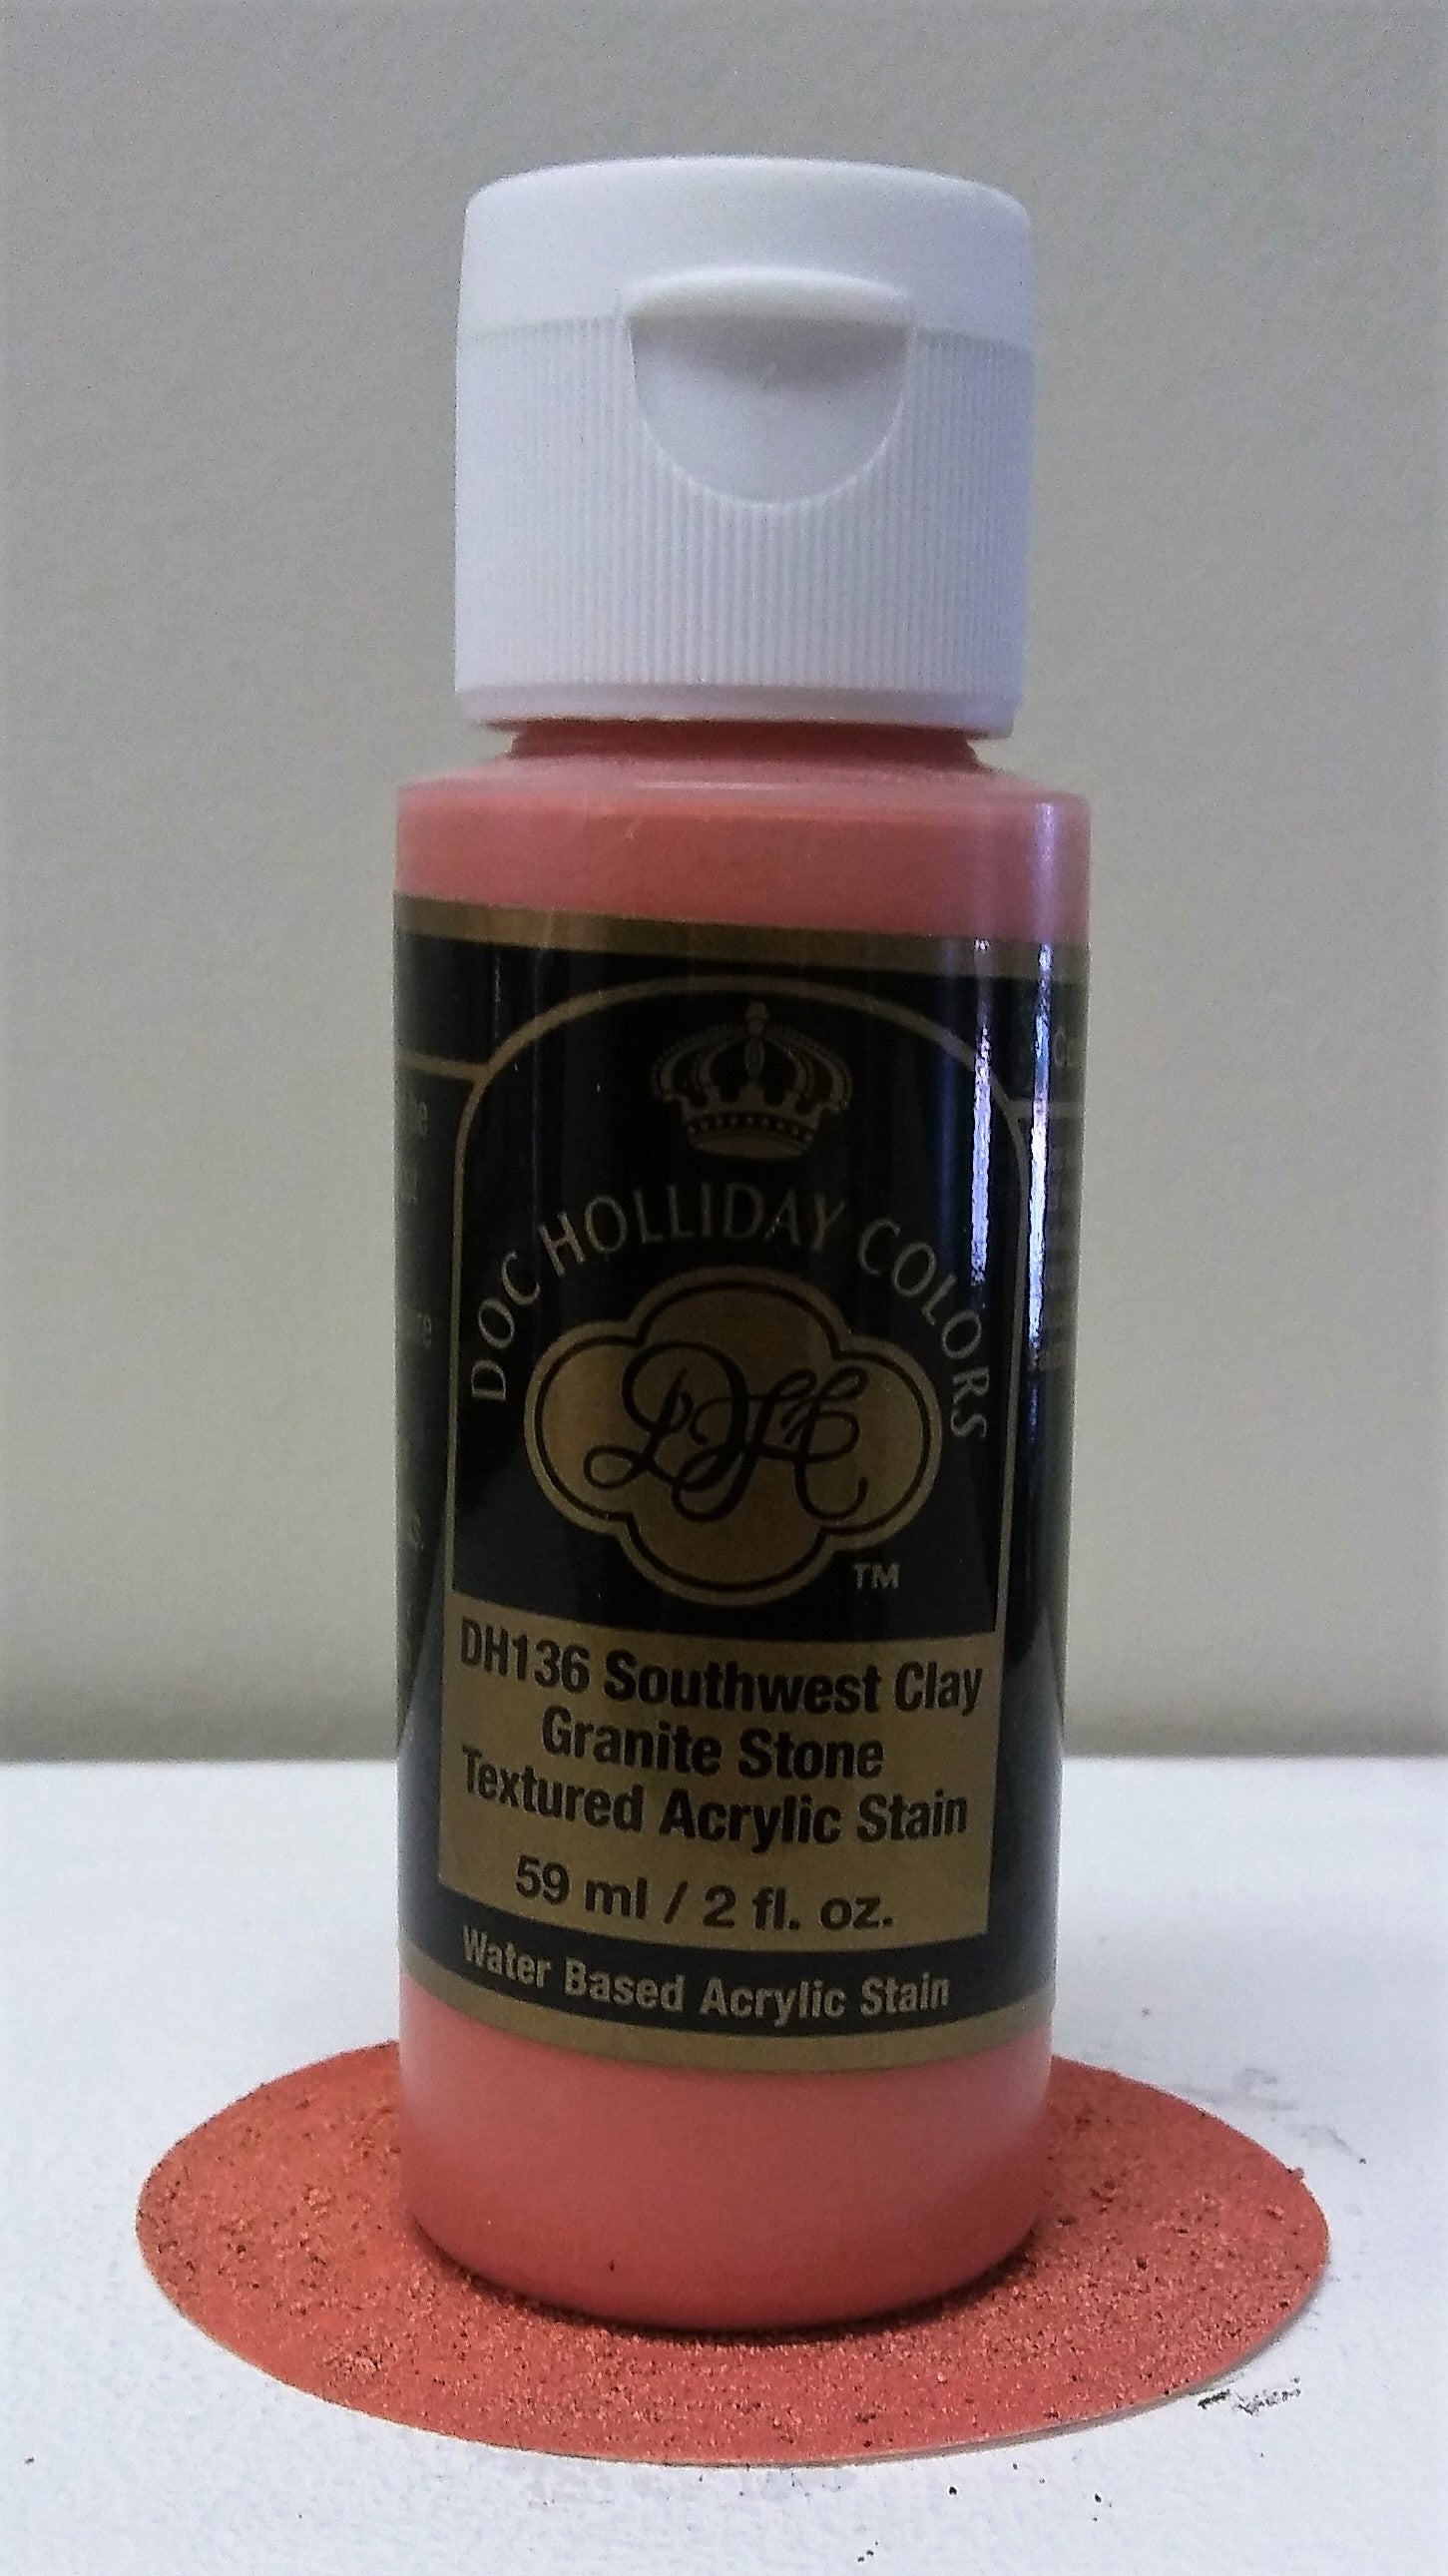 DOC HOLLIDAY COLORS
DH
TM
DH136 Southwest Clay
Granite Stone
Textured Acrylic Stain
59 ml / 2 fl. oz.
Water Based Acrylic Stain